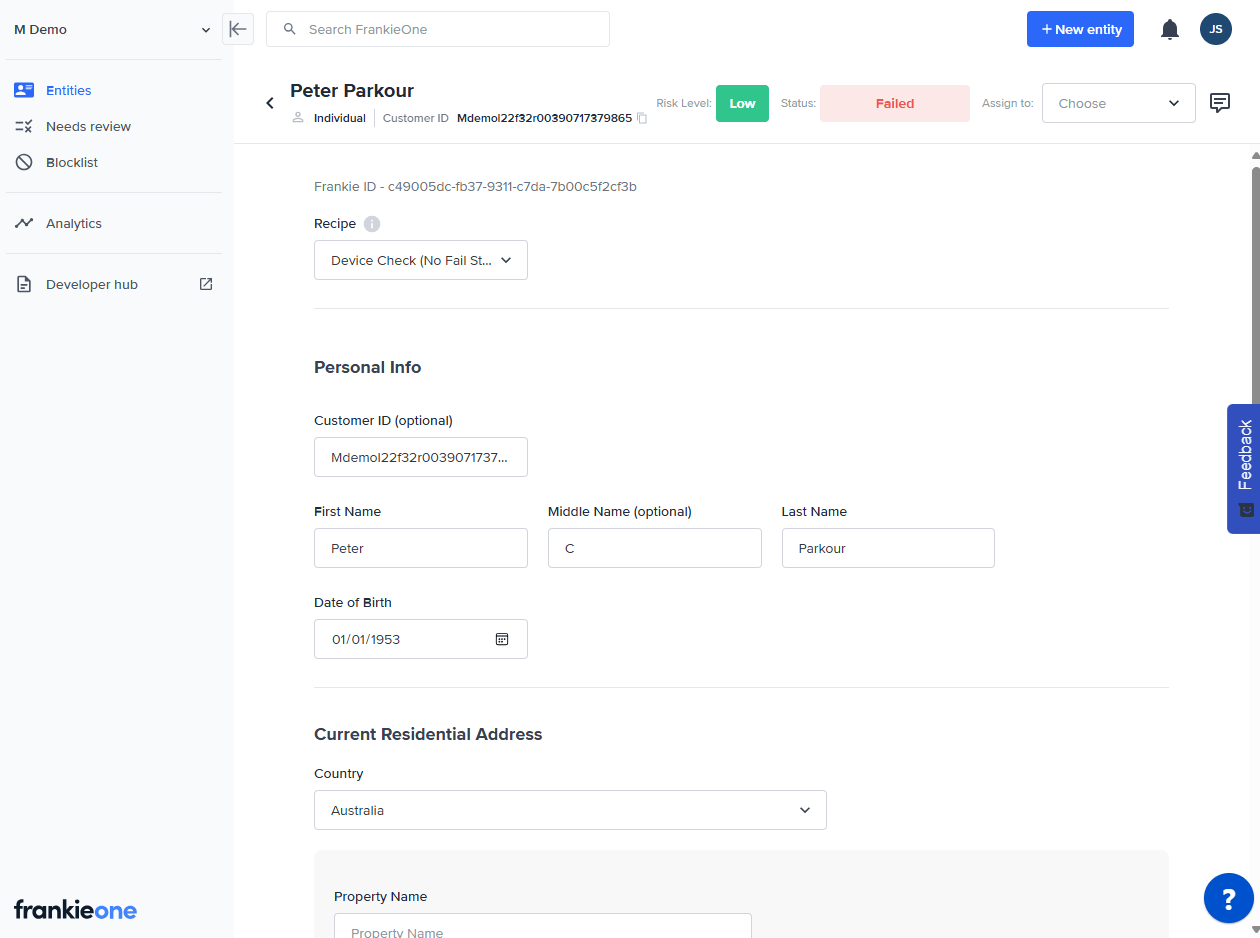 M Demo
Search FrankieOne
+ New entity
JS
Entities
Needs review
Blocklist
Analytics
Developer hub
Peter Parkour
Individual
Customer ID Mdemol22f32r00390717379865
Risk Level: Low
Status: Failed
Assign to: Choose
Frankie ID - c49005dc-fb37-9311-c7da-7b00c5f2cf3b
Recipe i
Device Check (No Fail St...
Personal Info
Customer ID (optional)
Mdemol22f32r0039071737...
First Name
Middle Name (optional)
Last Name
Peter
C
Parkour
Date of Birth
01/01/1953
Current Residential Address
Country
Australia
Property Name
Property Name
Feedback
?
frankieone